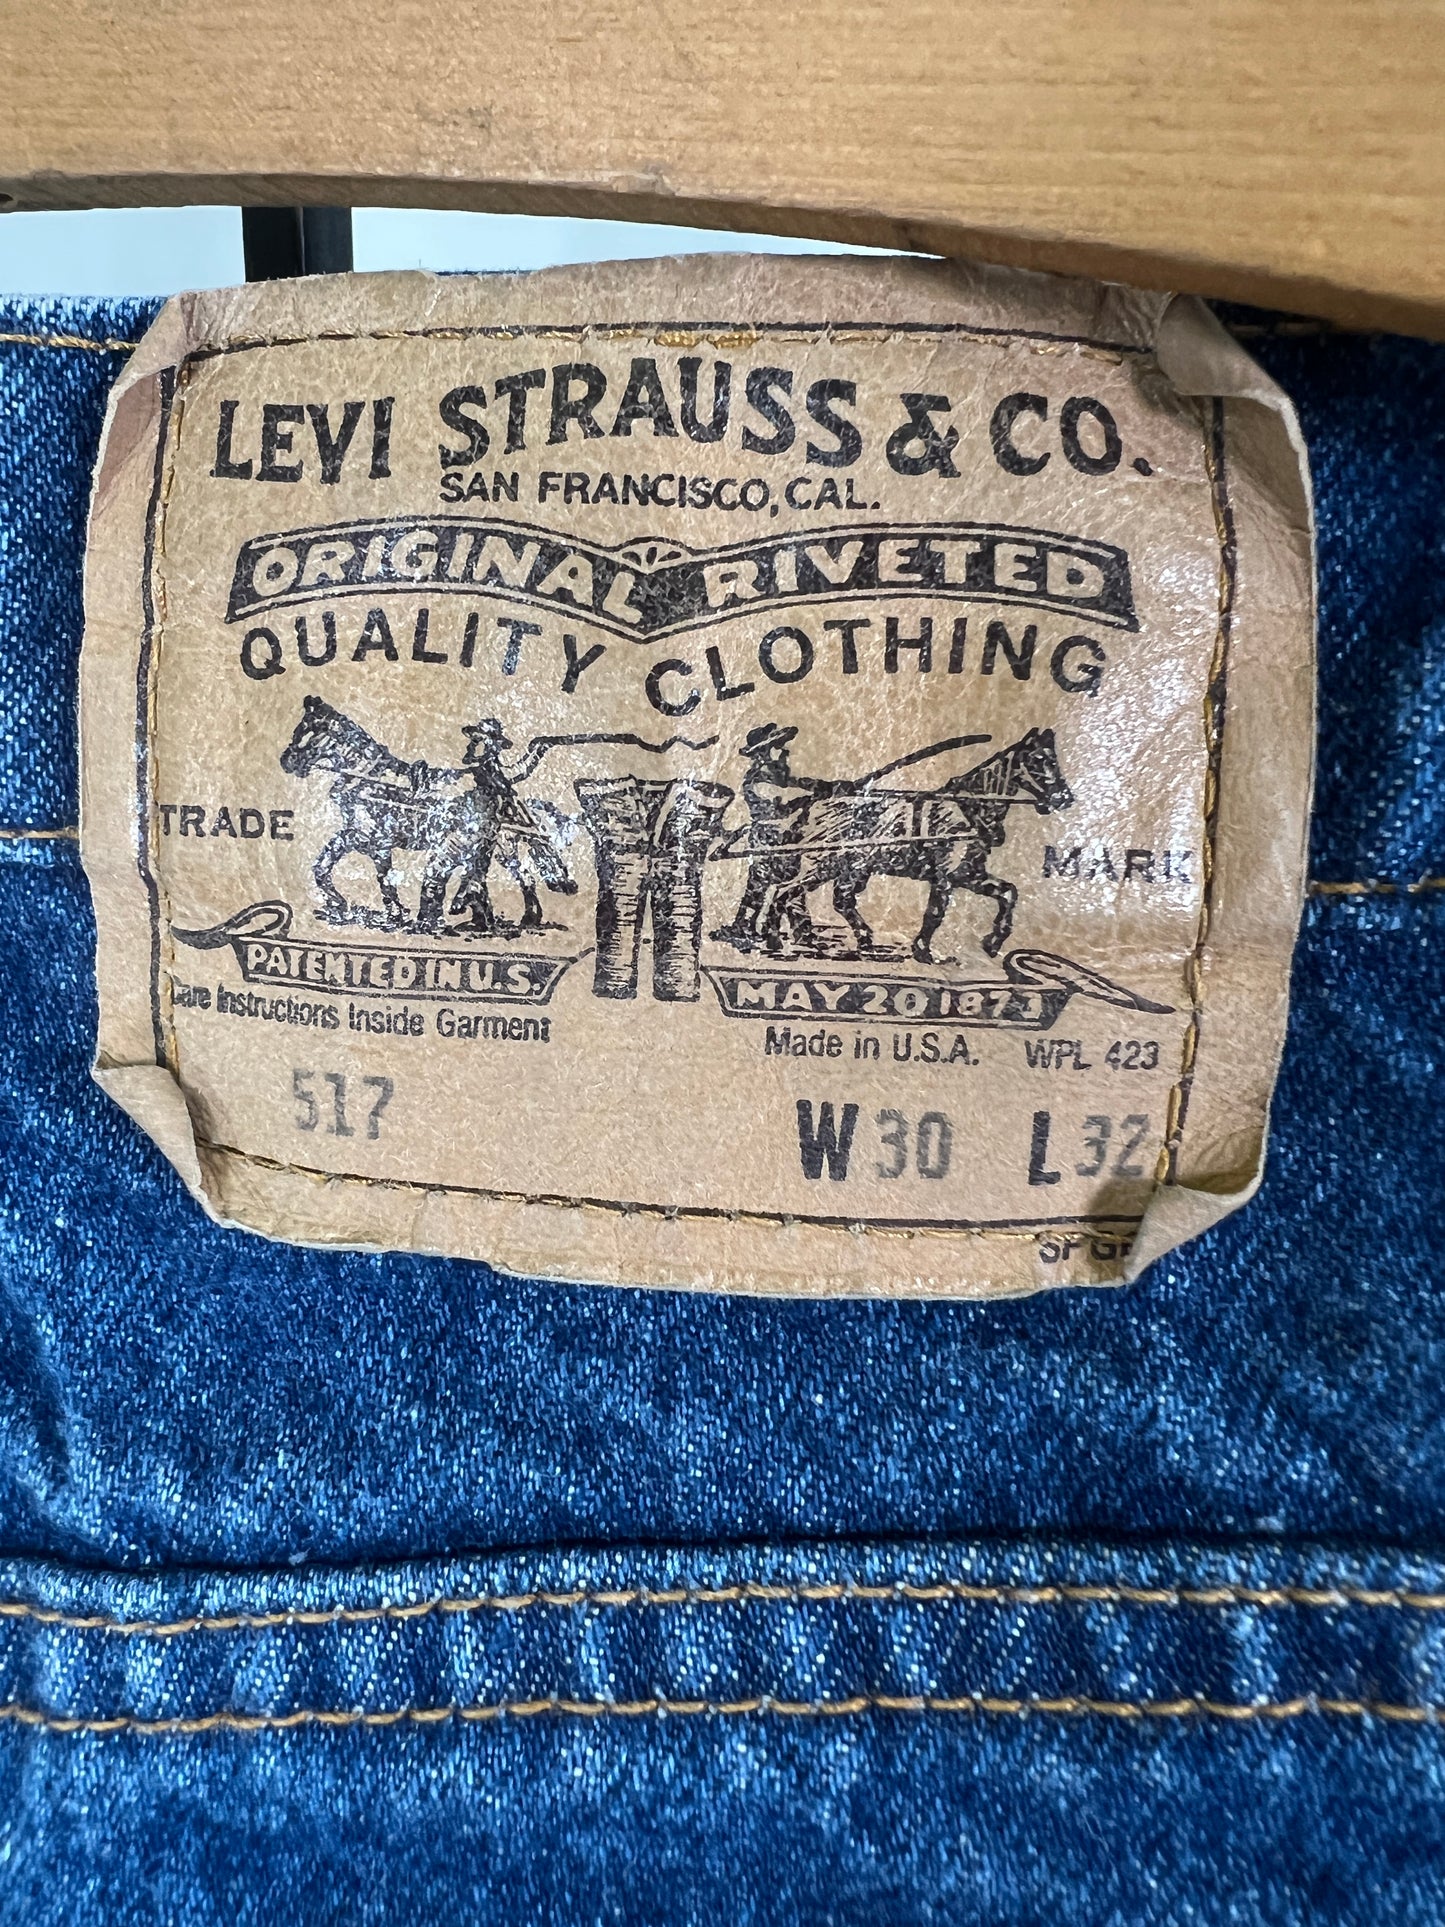 LEVI STRAUSS & CO.
SAN FRANCISCO, CAL.
ORIGINAL RIVETED
QUALITY CLOTHING
TRADE MARK
PATENTED IN U.S. MAY 20 1873
Care Instructions Inside Garment Made in U.S.A. WPL 423
517 W 30 L 32